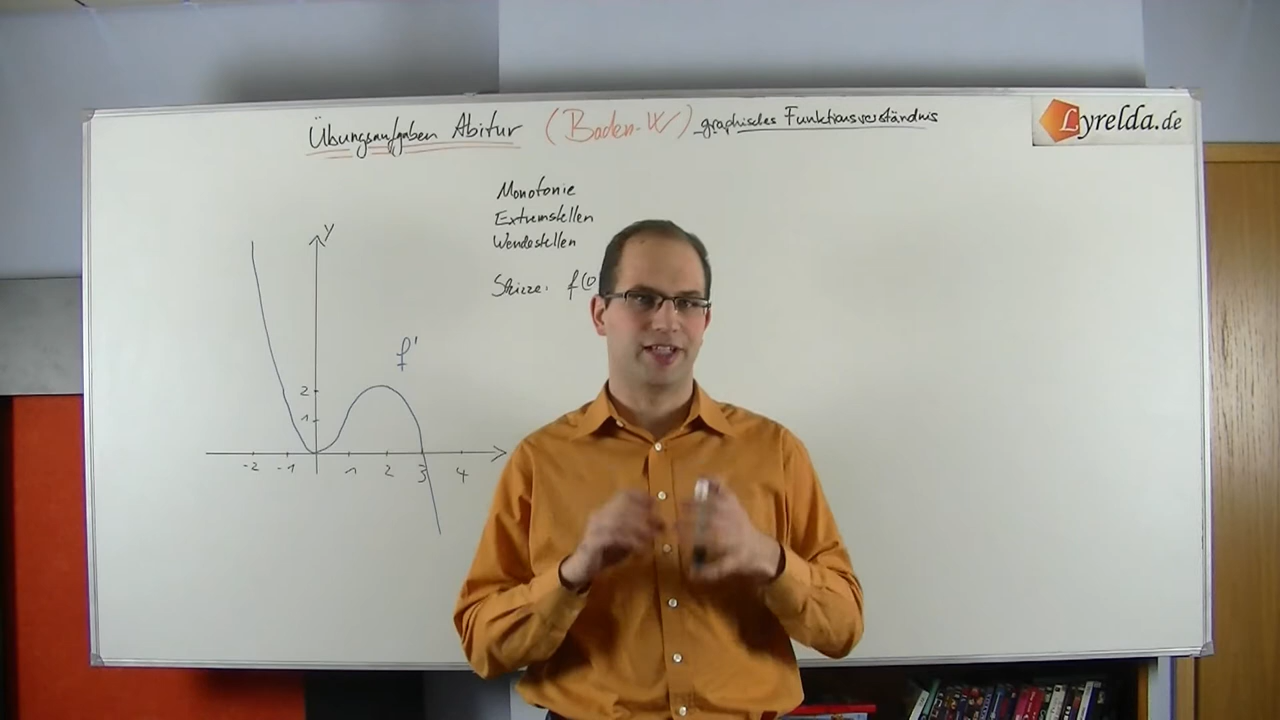 Übungsaufgaben Abitur (Baden-W) graphisches Funktionsverständnis
Lyrelda.de
Monotonie
Extremstellen
Wendestellen
Skizze: f(0)
y
f'
2
1
-2 -1 1 2 3 4